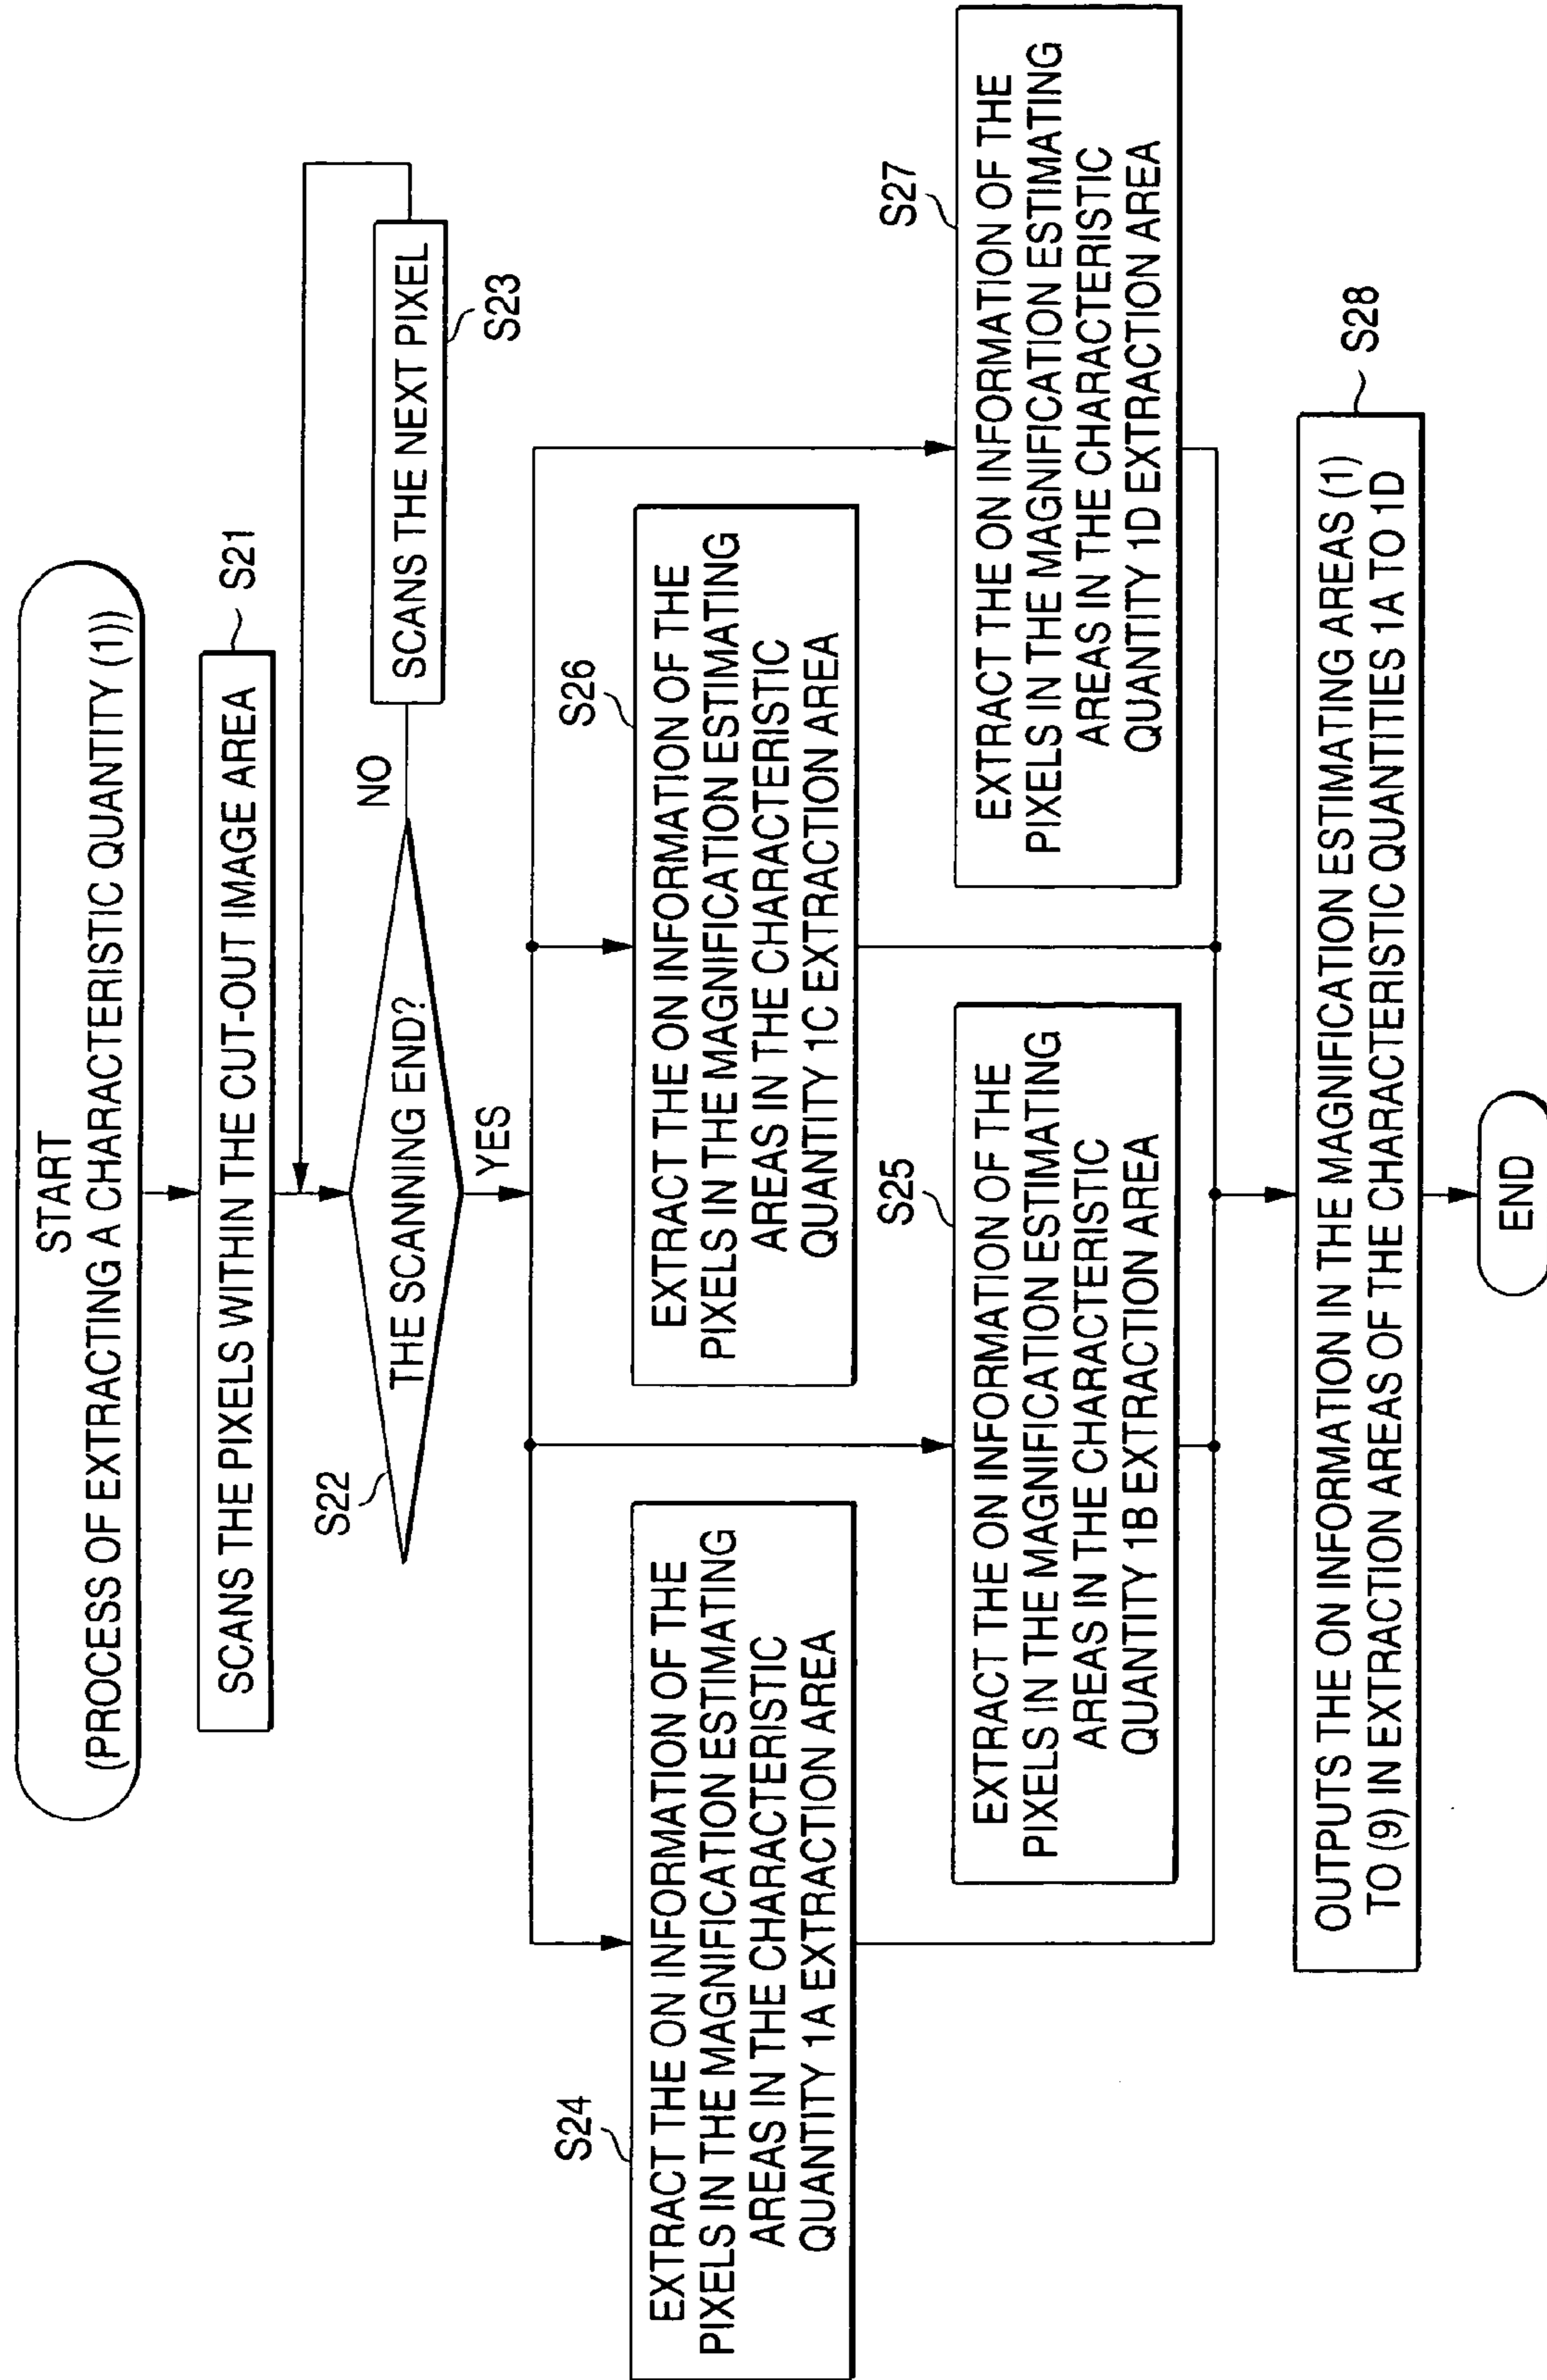 START
(PROCESS OF EXTRACTING A CHARACTERISTIC QUANTITY (1))
S21
SCANS THE PIXELS WITHIN THE CUT-OUT IMAGE AREA
S22
THE SCANNING END?
NO
SCANS THE NEXT PIXEL
S23
YES
S24
EXTRACT THE ON INFORMATION OF THE
PIXELS IN THE MAGNIFICATION ESTIMATING
AREAS IN THE CHARACTERISTIC
QUANTITY 1A EXTRACTION AREA
S26
EXTRACT THE ON INFORMATION OF THE
PIXELS IN THE MAGNIFICATION ESTIMATING
AREAS IN THE CHARACTERISTIC
QUANTITY 1C EXTRACTION AREA
S25
EXTRACT THE ON INFORMATION OF THE
PIXELS IN THE MAGNIFICATION ESTIMATING
AREAS IN THE CHARACTERISTIC
QUANTITY 1B EXTRACTION AREA
S27
EXTRACT THE ON INFORMATION OF THE
PIXELS IN THE MAGNIFICATION ESTIMATING
AREAS IN THE CHARACTERISTIC
QUANTITY 1D EXTRACTION AREA
S28
OUTPUTS THE ON INFORMATION IN THE MAGNIFICATION ESTIMATING AREAS (1)
TO (9) IN EXTRACTION AREAS OF THE CHARACTERISTIC QUANTITIES 1A TO 1D
END